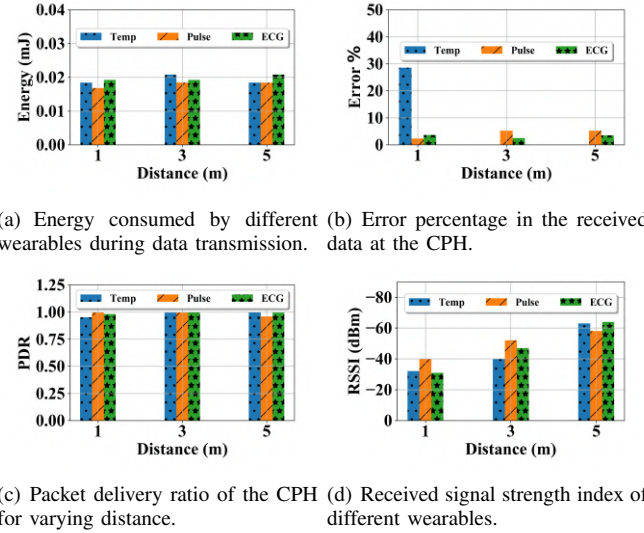 0.04
0.03
0.02
0.01
0.00
Energy (mJ)
Temp Pulse ECG
1 3 5
Distance (m)
50
40
30
20
10
0
Error %
Temp Pulse ECG
1 3 5
Distance (m)
(a) Energy consumed by different
wearables during data transmission.
(b) Error percentage in the received
data at the CPH.
1.25
1.00
0.75
0.50
0.25
0.00
PDR
Temp Pulse ECG
1 3 5
Distance (m)
−80
−60
−40
−20
0
RSSI (dBm)
Temp Pulse ECG
1 3 5
Distance (m)
(c) Packet delivery ratio of the CPH
for varying distance.
(d) Received signal strength index of
different wearables.